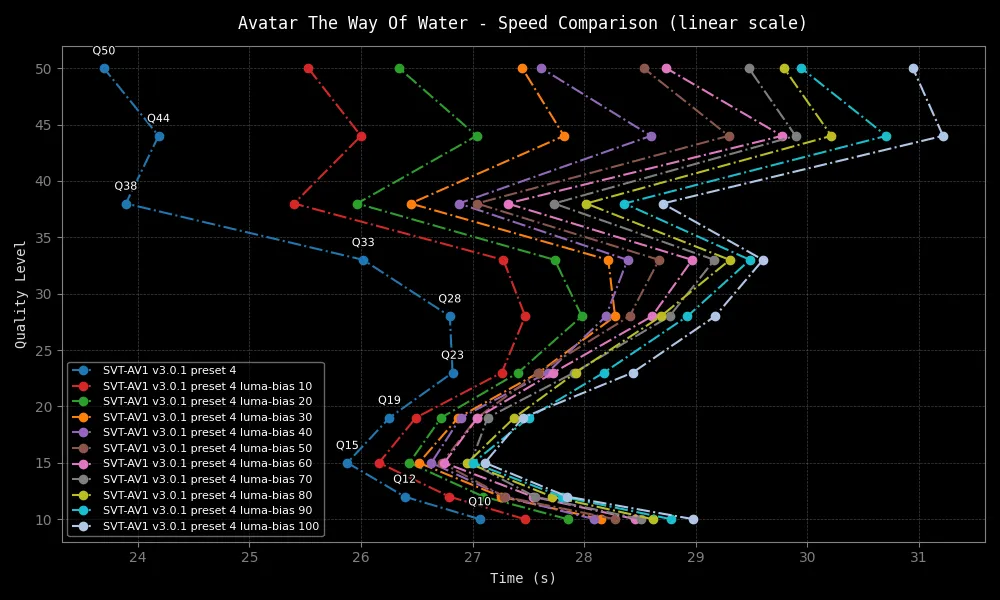 Avatar The Way Of Water - Speed Comparison (linear scale)
Q50
Q44
Q38
Q33
Q28
Q23
Q19
Q15
Q12
Q10
Quality Level
50
45
40
35
30
25
20
15
10
SVT-AV1 v3.0.1 preset 4
SVT-AV1 v3.0.1 preset 4 luma-bias 10
SVT-AV1 v3.0.1 preset 4 luma-bias 20
SVT-AV1 v3.0.1 preset 4 luma-bias 30
SVT-AV1 v3.0.1 preset 4 luma-bias 40
SVT-AV1 v3.0.1 preset 4 luma-bias 50
SVT-AV1 v3.0.1 preset 4 luma-bias 60
SVT-AV1 v3.0.1 preset 4 luma-bias 70
SVT-AV1 v3.0.1 preset 4 luma-bias 80
SVT-AV1 v3.0.1 preset 4 luma-bias 90
SVT-AV1 v3.0.1 preset 4 luma-bias 100
24 25 26 27 28 29 30 31
Time (s)